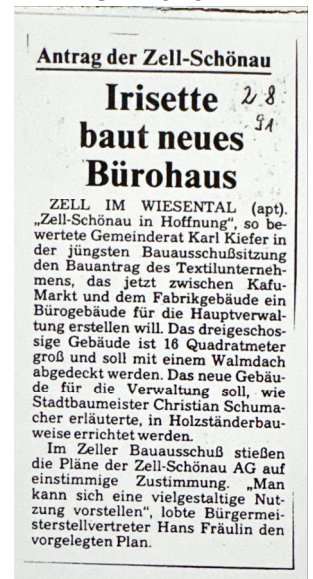 Antrag der Zell-Schönau
Irisette 2 8
baut neues 91
Bürohaus
ZELL IM WIESENTAL (apt).
„Zell-Schönau in Hoffnung", so be-
wertete Gemeinderat Karl Kiefer in
der jüngsten Bauausschußsitzung
den Bauantrag des Textilunterneh-
mens, das jetzt zwischen Kafu-
Markt und dem Fabrikgebäude ein
Bürogebäude für die Hauptverwal-
tung erstellen will. Das dreigeschos-
sige Gebäude ist 16 Quadratmeter
groß und soll mit einem Walmdach
abgedeckt werden. Das neue Gebäu-
de für die Verwaltung soll, wie
Stadtbaumeister Christian Schuma-
cher erläuterte, in Holzständerbau-
weise errichtet werden.
Im Zeller Bauausschuß stießen
die Pläne der Zell-Schönau AG auf
einstimmige Zustimmung. „Man
kann sich eine vielgestaltige Nut-
zung vorstellen", lobte Bürgermei-
sterstellvertreter Hans Fräulin den
vorgelegten Plan.